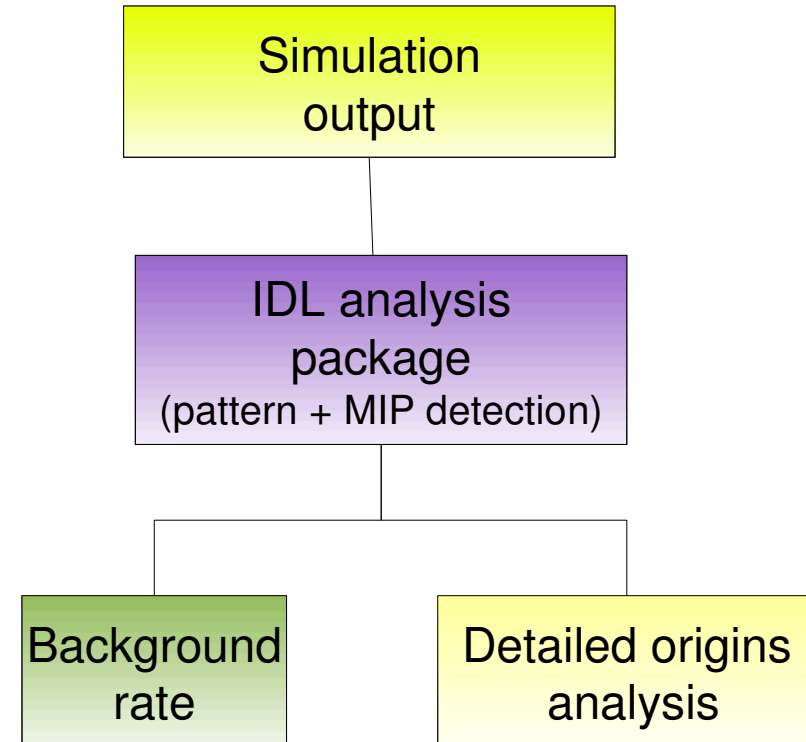 Simulation
output
IDL analysis
package
(pattern + MIP detection)
Background
rate
Detailed origins
analysis